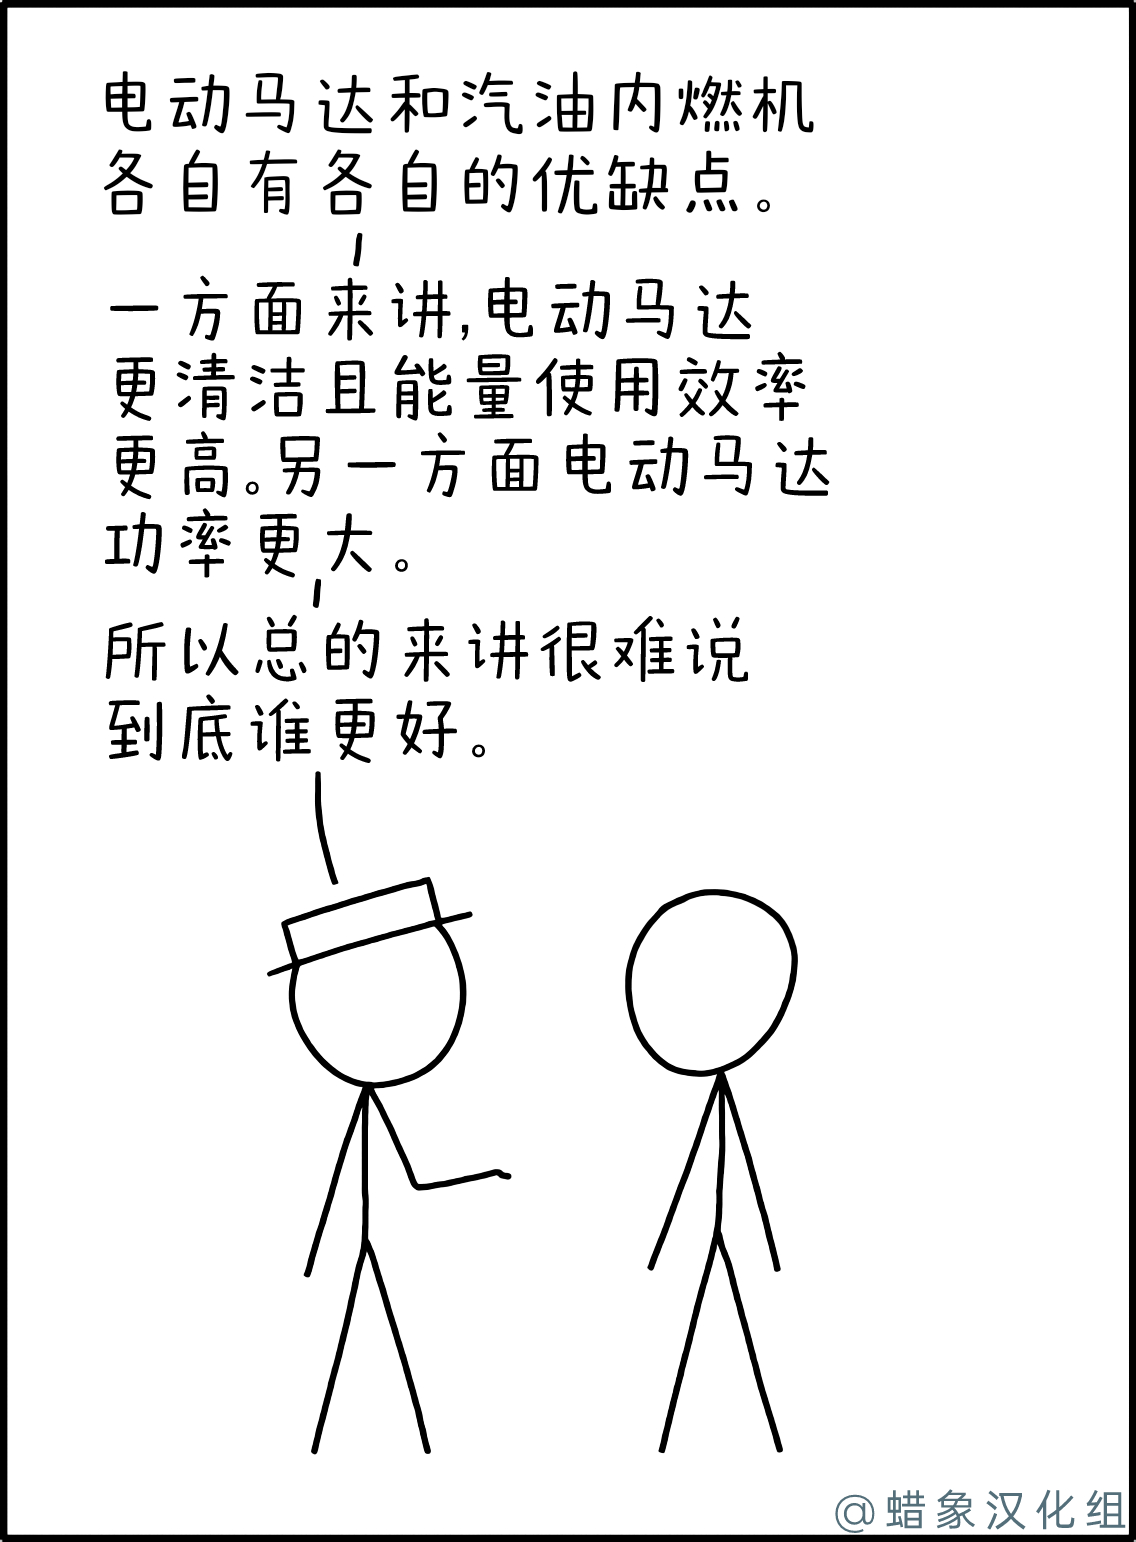 电动马达和汽油内燃机
各自有各自的优缺点。
一方面来讲,电动马达
更清洁且能量使用效率
更高。另一方面电动马达
功率更大。
所以总的来讲很难说
到底谁更好。
@蜡象汉化组